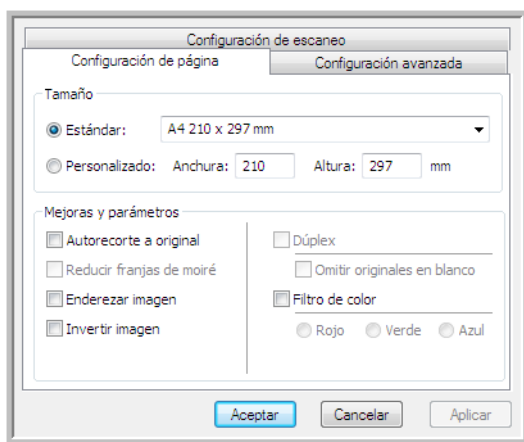 Configuración de escaneo
Configuración de página Configuración avanzada
Tamaño
Estándar: A4 210 x 297 mm
Personalizado: Anchura: 210 Altura: 297 mm
Mejoras y parámetros
Autorecorte a original Dúplex
Reducir franjas de moiré Omitir originales en blanco
Enderezar imagen Filtro de color
Invertir imagen Rojo Verde Azul
Aceptar Cancelar Aplicar